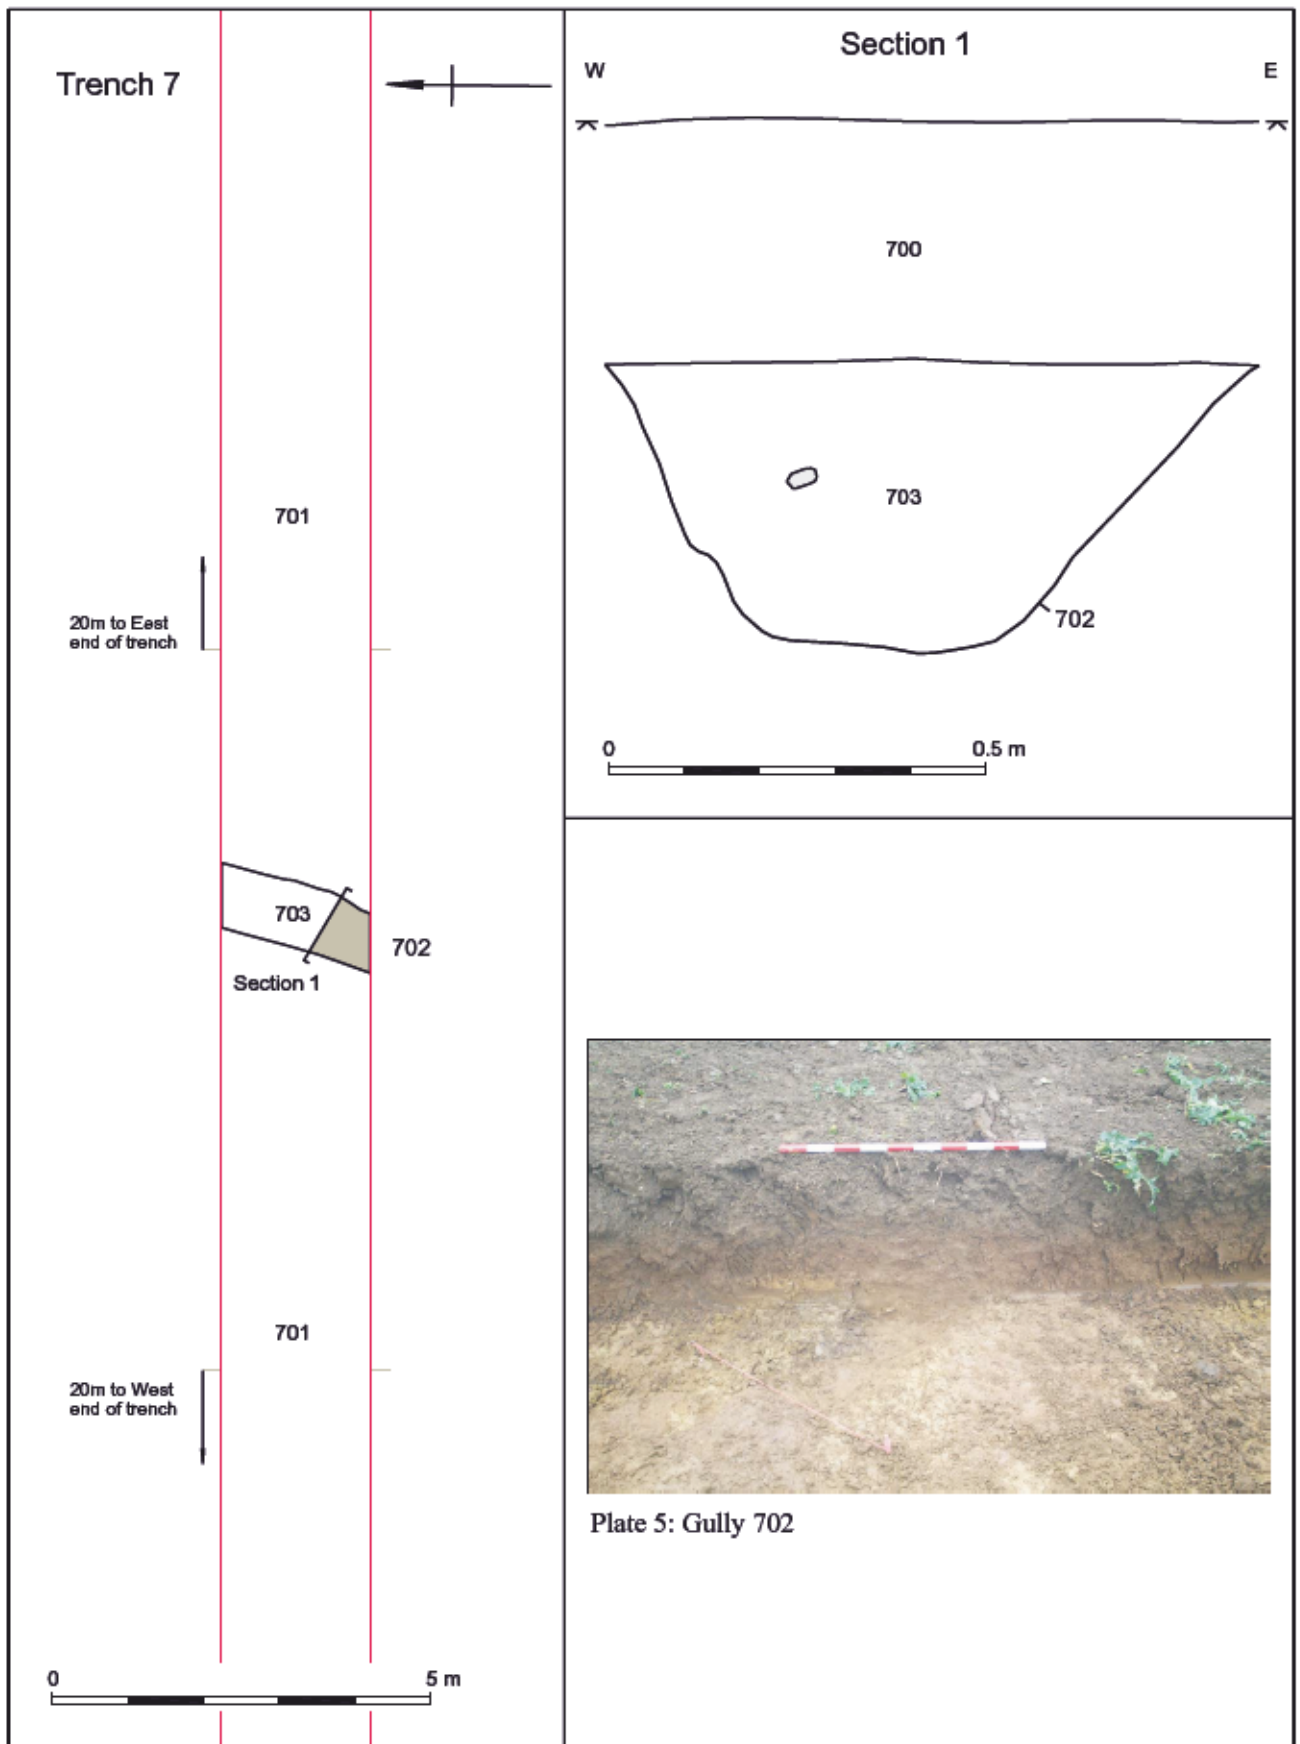 Trench 7
701
20m to East
end of trench
703
702
Section 1
701
20m to West
end of trench
0 5 m
Section 1
W E
700
703
702
0 0.5 m
Plate 5: Gully 702